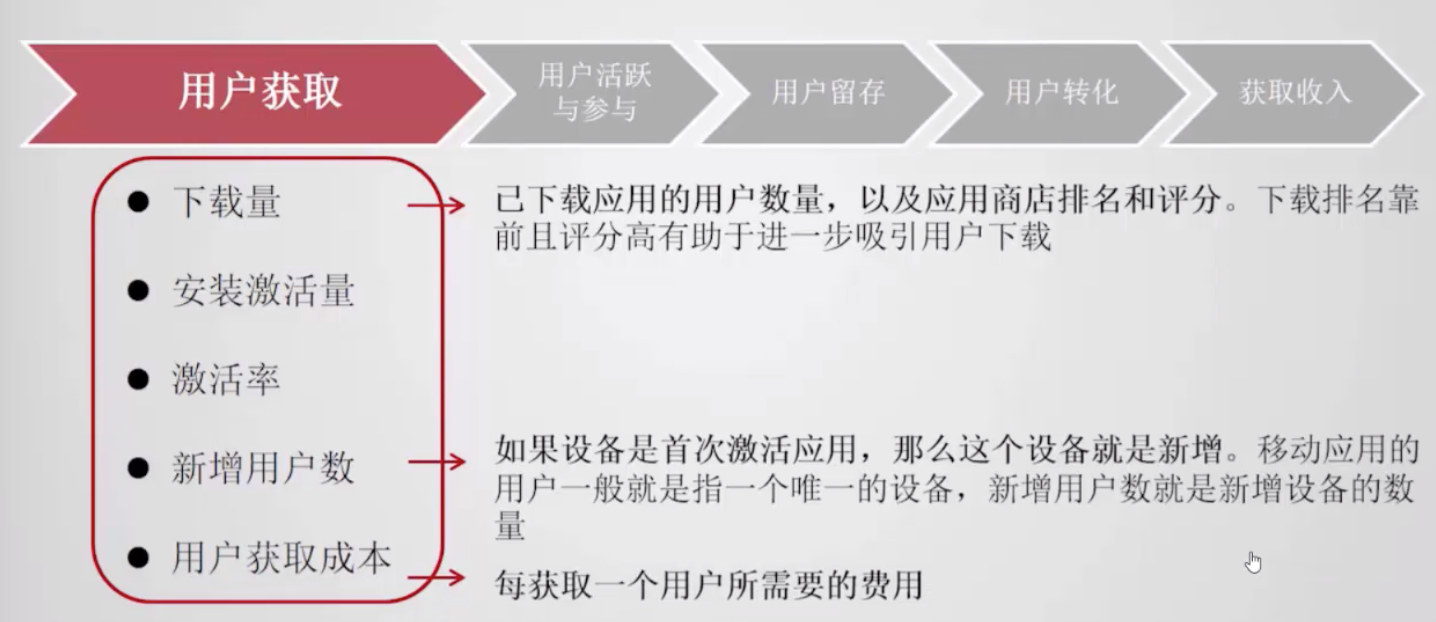 用户获取
用户活跃
与参与
用户留存
用户转化
获取收入
● 下载量
已下载应用的用户数量，以及应用商店排名和评分。下载排名靠
前且评分高有助于进一步吸引用户下载
● 安装激活量
● 激活率
● 新增用户数
如果设备是首次激活应用，那么这个设备就是新增。移动应用的
用户一般就是指一个唯一的设备，新增用户数就是新增设备的数
量
● 用户获取成本
每获取一个用户所需要的费用